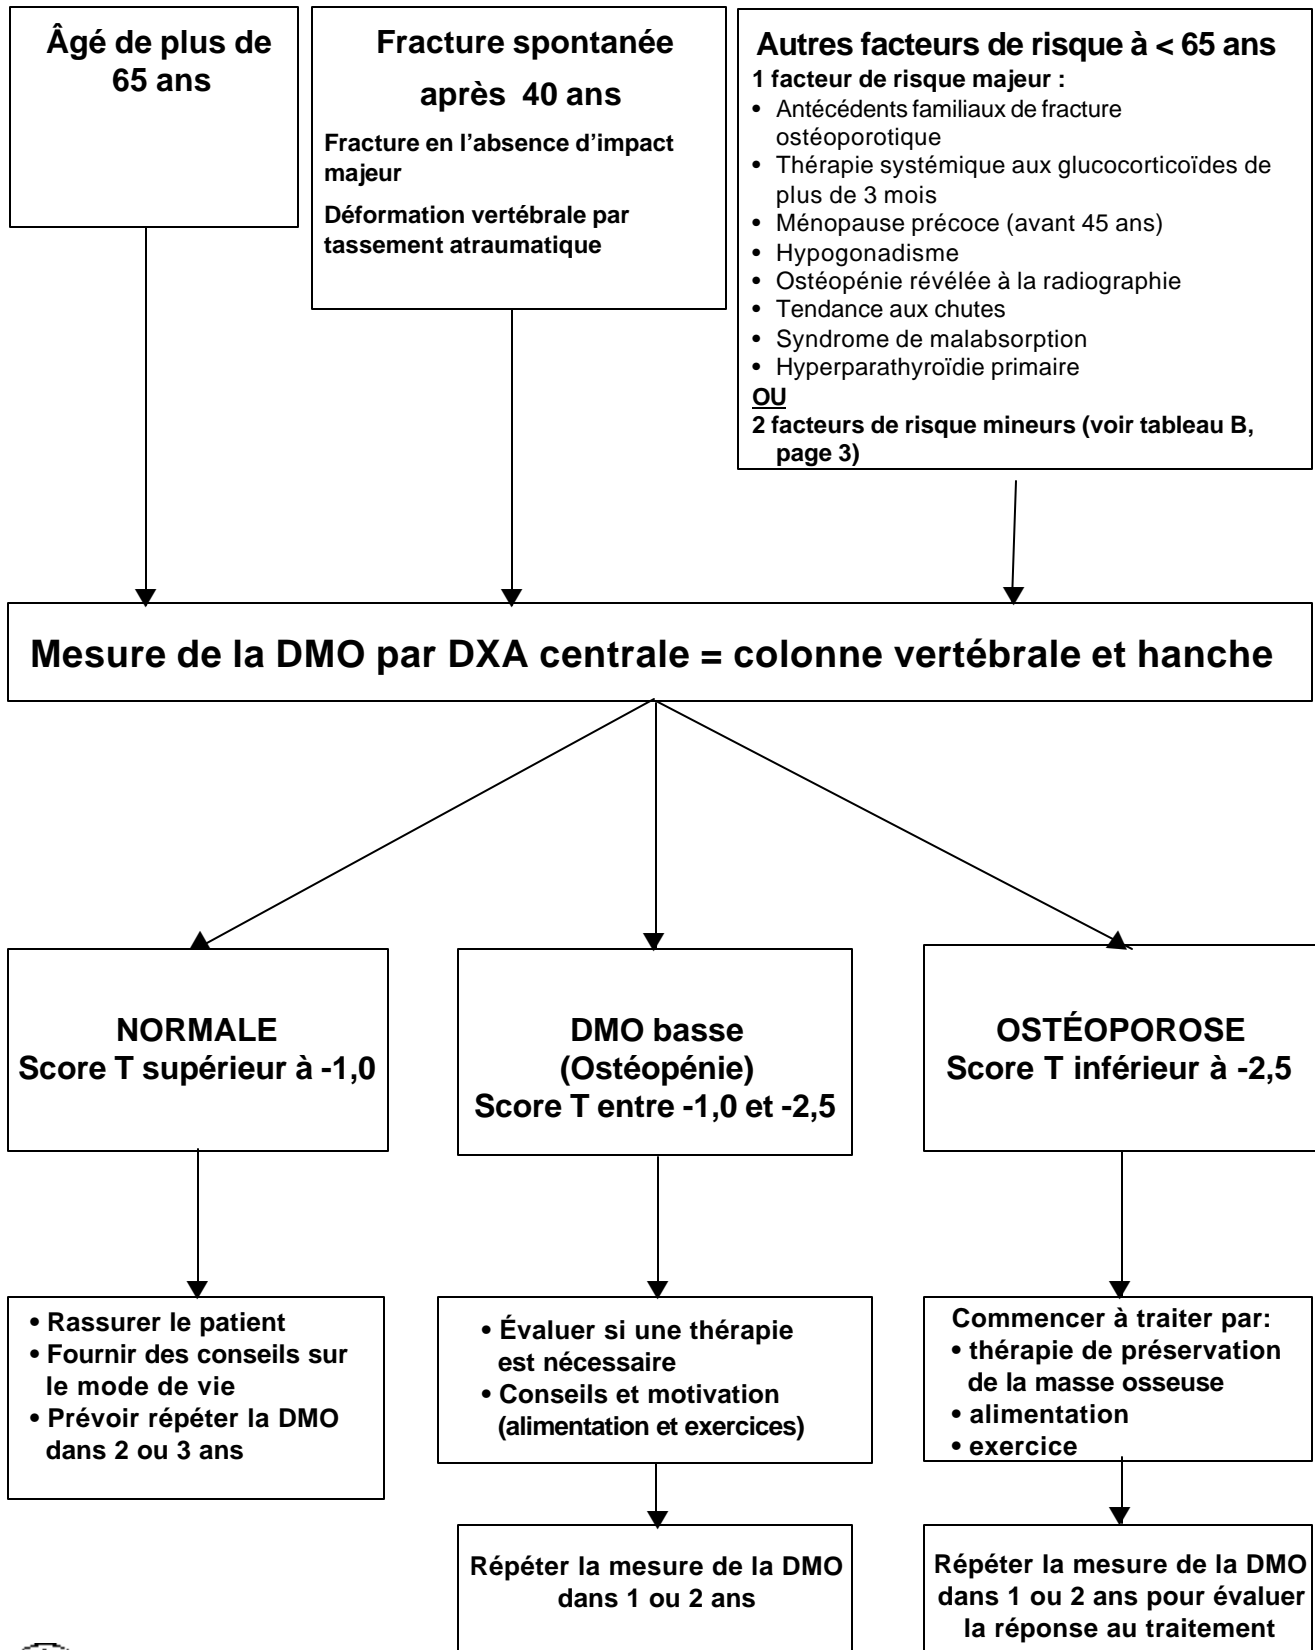 Âgé de plus de
65 ans
Fracture spontanée
après 40 ans
Fracture en l'absence d'impact
majeur
Déformation vertébrale par
tassement atraumatique
Autres facteurs de risque à < 65 ans
1 facteur de risque majeur :
• Antécédents familiaux de fracture
ostéoporotique
• Thérapie systémique aux glucocorticoïdes de
plus de 3 mois
• Ménopause précoce (avant 45 ans)
• Hypogonadisme
• Ostéopénie révélée à la radiographie
• Tendance aux chutes
• Syndrome de malabsorption
• Hyperparathyroïdie primaire
OU
2 facteurs de risque mineurs (voir tableau B,
page 3)
Mesure de la DMO par DXA centrale = colonne vertébrale et hanche
NORMALE
Score T supérieur à -1,0
DMO basse
(Ostéopénie)
Score T entre -1,0 et -2,5
OSTÉOPOROSE
Score T inférieur à -2,5
• Rassurer le patient
• Fournir des conseils sur
le mode de vie
• Prévoir répéter la DMO
dans 2 ou 3 ans
• Évaluer si une thérapie
est nécessaire
• Conseils et motivation
(alimentation et exercices)
Commencer à traiter par:
• thérapie de préservation
de la masse osseuse
• alimentation
• exercice
Répéter la mesure de la DMO
dans 1 ou 2 ans
Répéter la mesure de la DMO
dans 1 ou 2 ans pour évaluer
la réponse au traitement